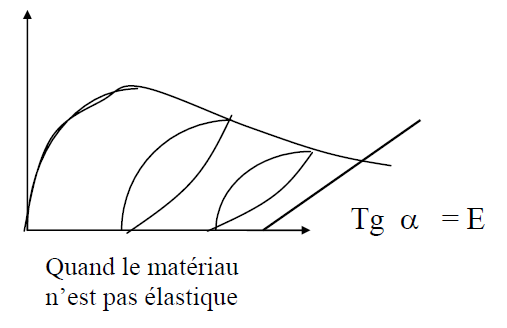 Tg α = E
Quand le matériau
n'est pas élastique